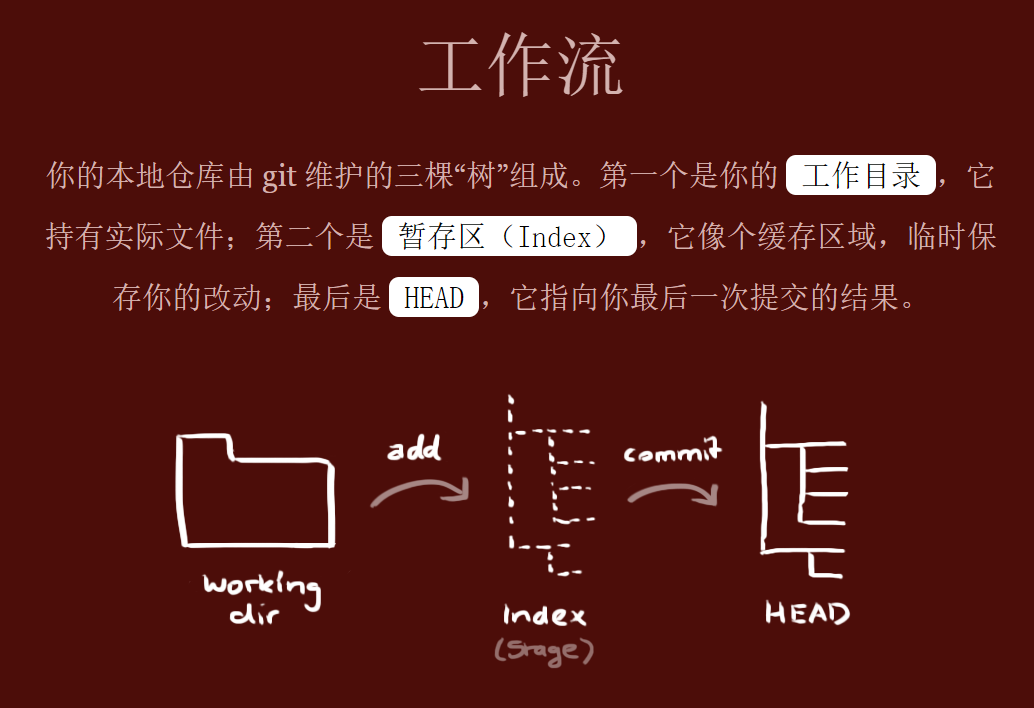 工作流
你的本地仓库由 git 维护的三棵“树”组成。第一个是你的 工作目录，它
持有实际文件；第二个是 暂存区（Index），它像个缓存区域，临时保
存你的改动；最后是 HEAD，它指向你最后一次提交的结果。
add
commit
working
dir
Index
(Stage)
HEAD